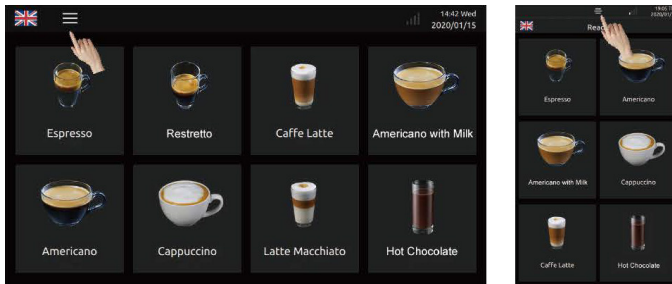 14:42 Wed
2020/01/15
Espresso
Restretto
Caffe Latte
Americano with Milk
Americano
Cappuccino
Latte Macchiato
Hot Chocolate
Espresso
Americano
Americano with Milk
Cappuccino
Caffe Latte
Hot Chocolate